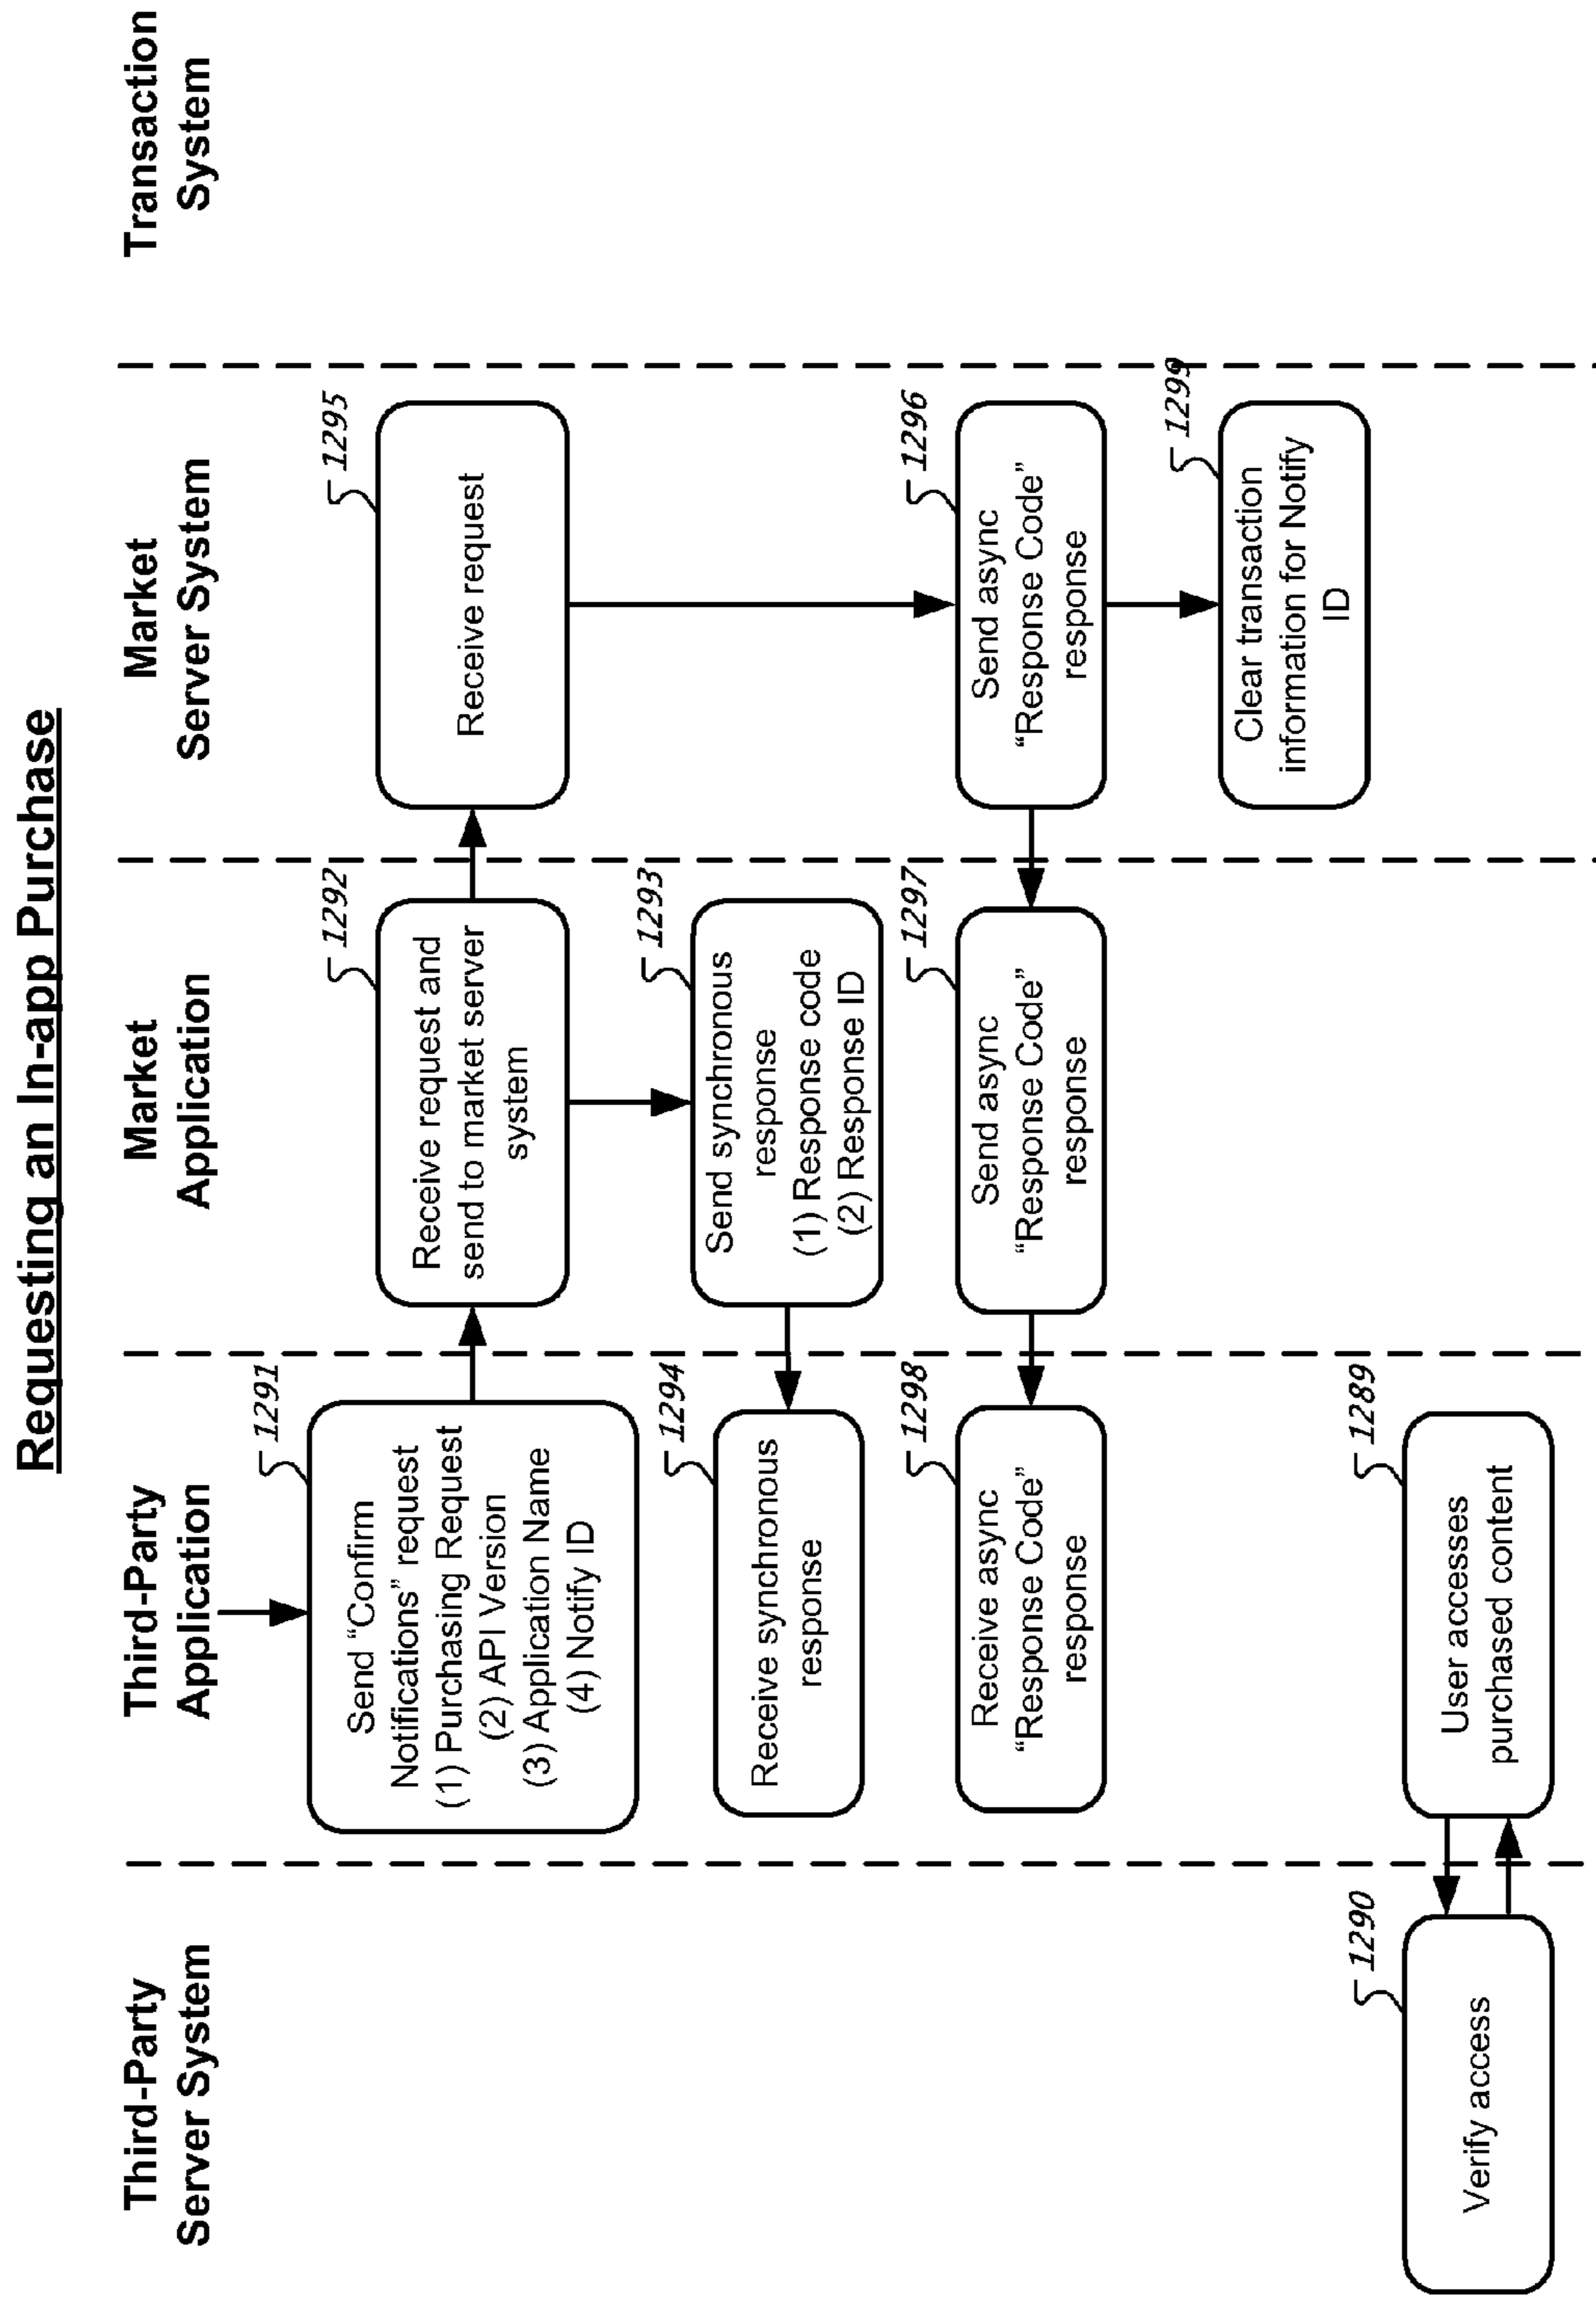 Requesting an In-app Purchase
Third-Party
Server System
Third-Party
Application
Market
Application
Market
Server System
Transaction
System
1291
Send “Confirm
Notifications” request
(1) Purchasing Request
(2) API Version
(3) Application Name
(4) Notify ID
1292
Receive request and
send to market server
system
1295
Receive request
1294
Receive synchronous
response
1293
Send synchronous
response
(1) Response code
(2) Response ID
1298
Receive async
“Response Code”
response
1297
Send async
“Response Code”
response
1296
Send async
“Response Code”
response
1299
Clear transaction
information for Notify
ID
1290
Verify access
1289
User accesses
purchased content